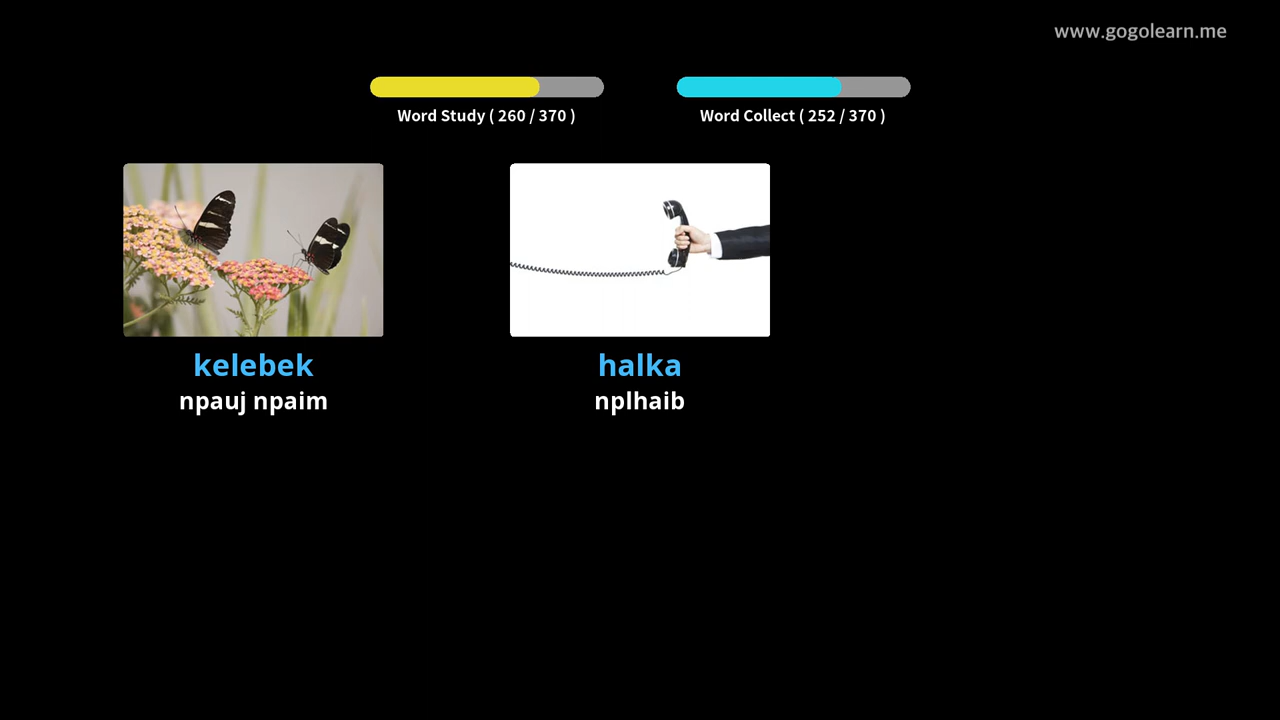 www.gogolearn.me
Word Study ( 260 / 370 )
Word Collect ( 252 / 370 )
kelebek
npauj npaim
halka
nplhaib